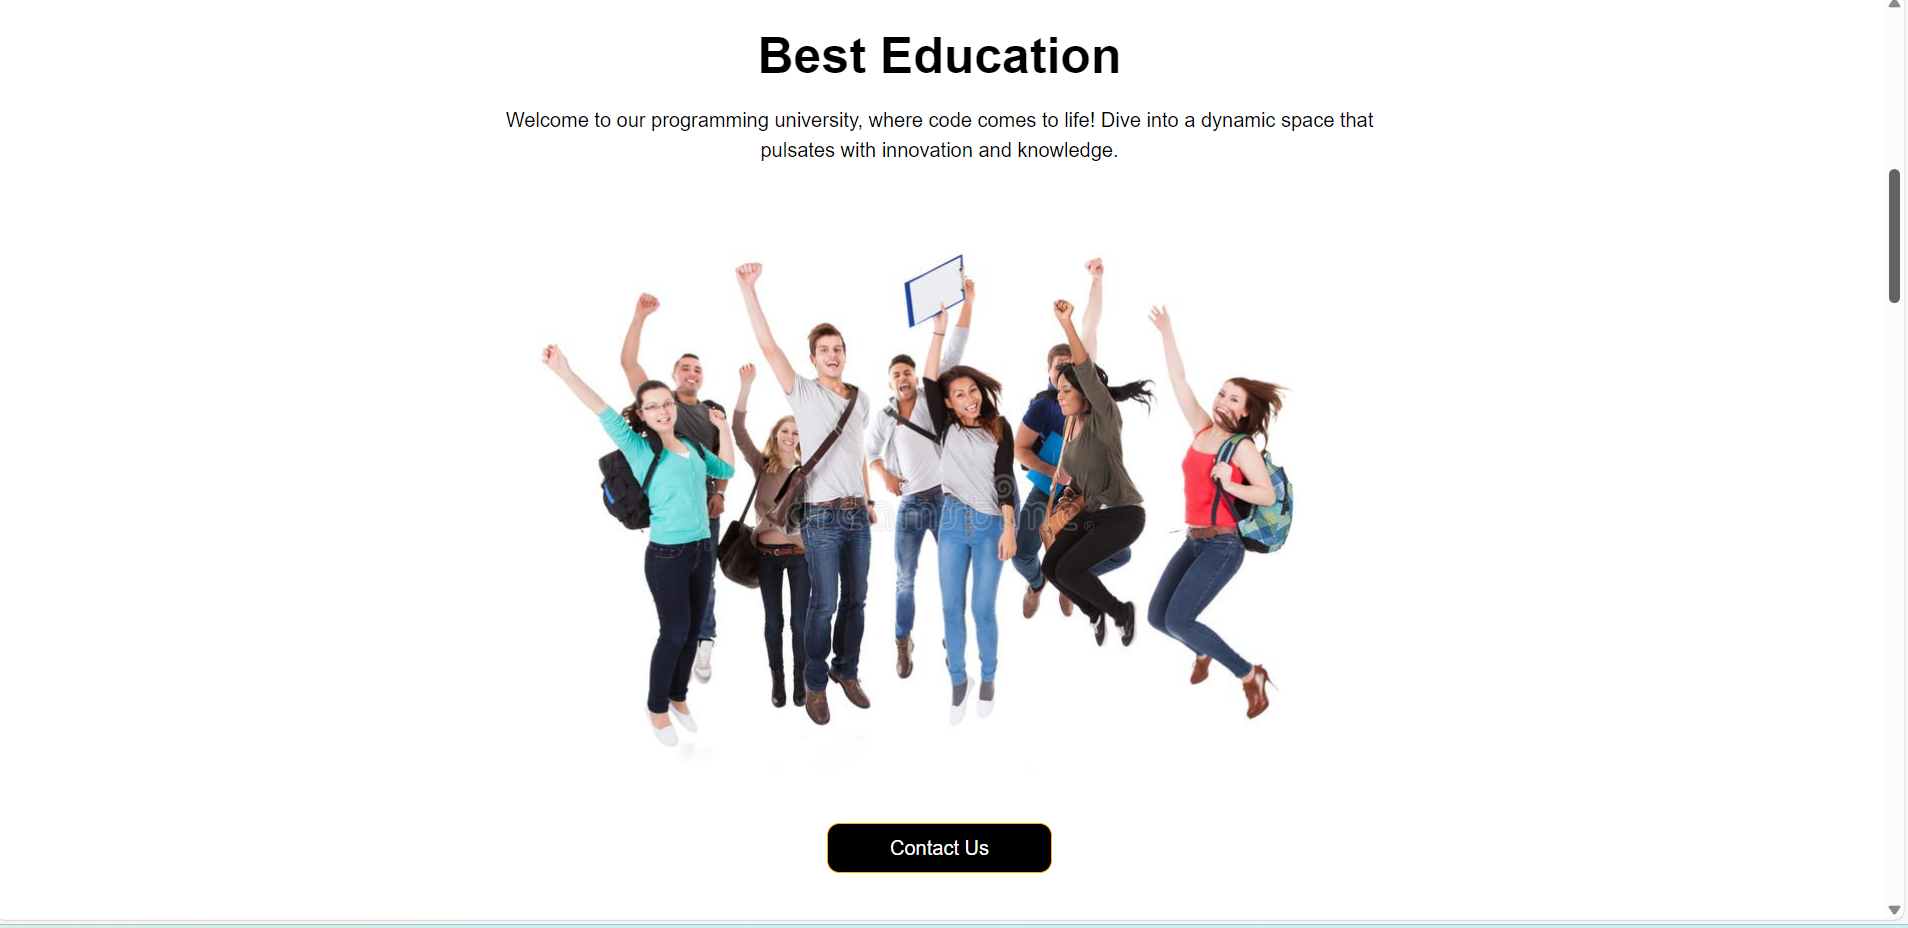 Best Education
Welcome to our programming university, where code comes to life! Dive into a dynamic space that
pulsates with innovation and knowledge.
dreamstime
Contact Us